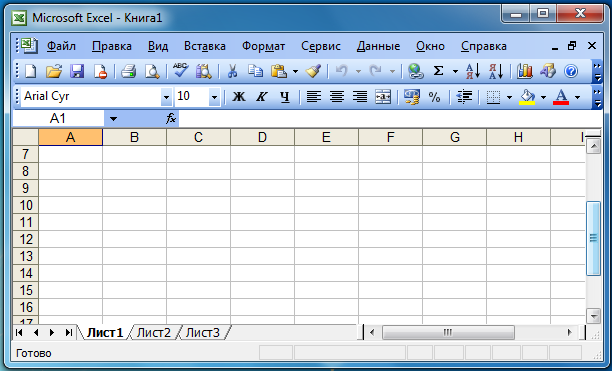 Microsoft Excel - Книга1
Файл Правка Вид Вставка Формат Сервис Данные Окно Справка
Arial Cyr 10 Ж К Ч %
A1 fx
A B C D E F G H I
7
8
9
10
11
12
13
14
15
16
17
Лист1 Лист2 Лист3
Готово